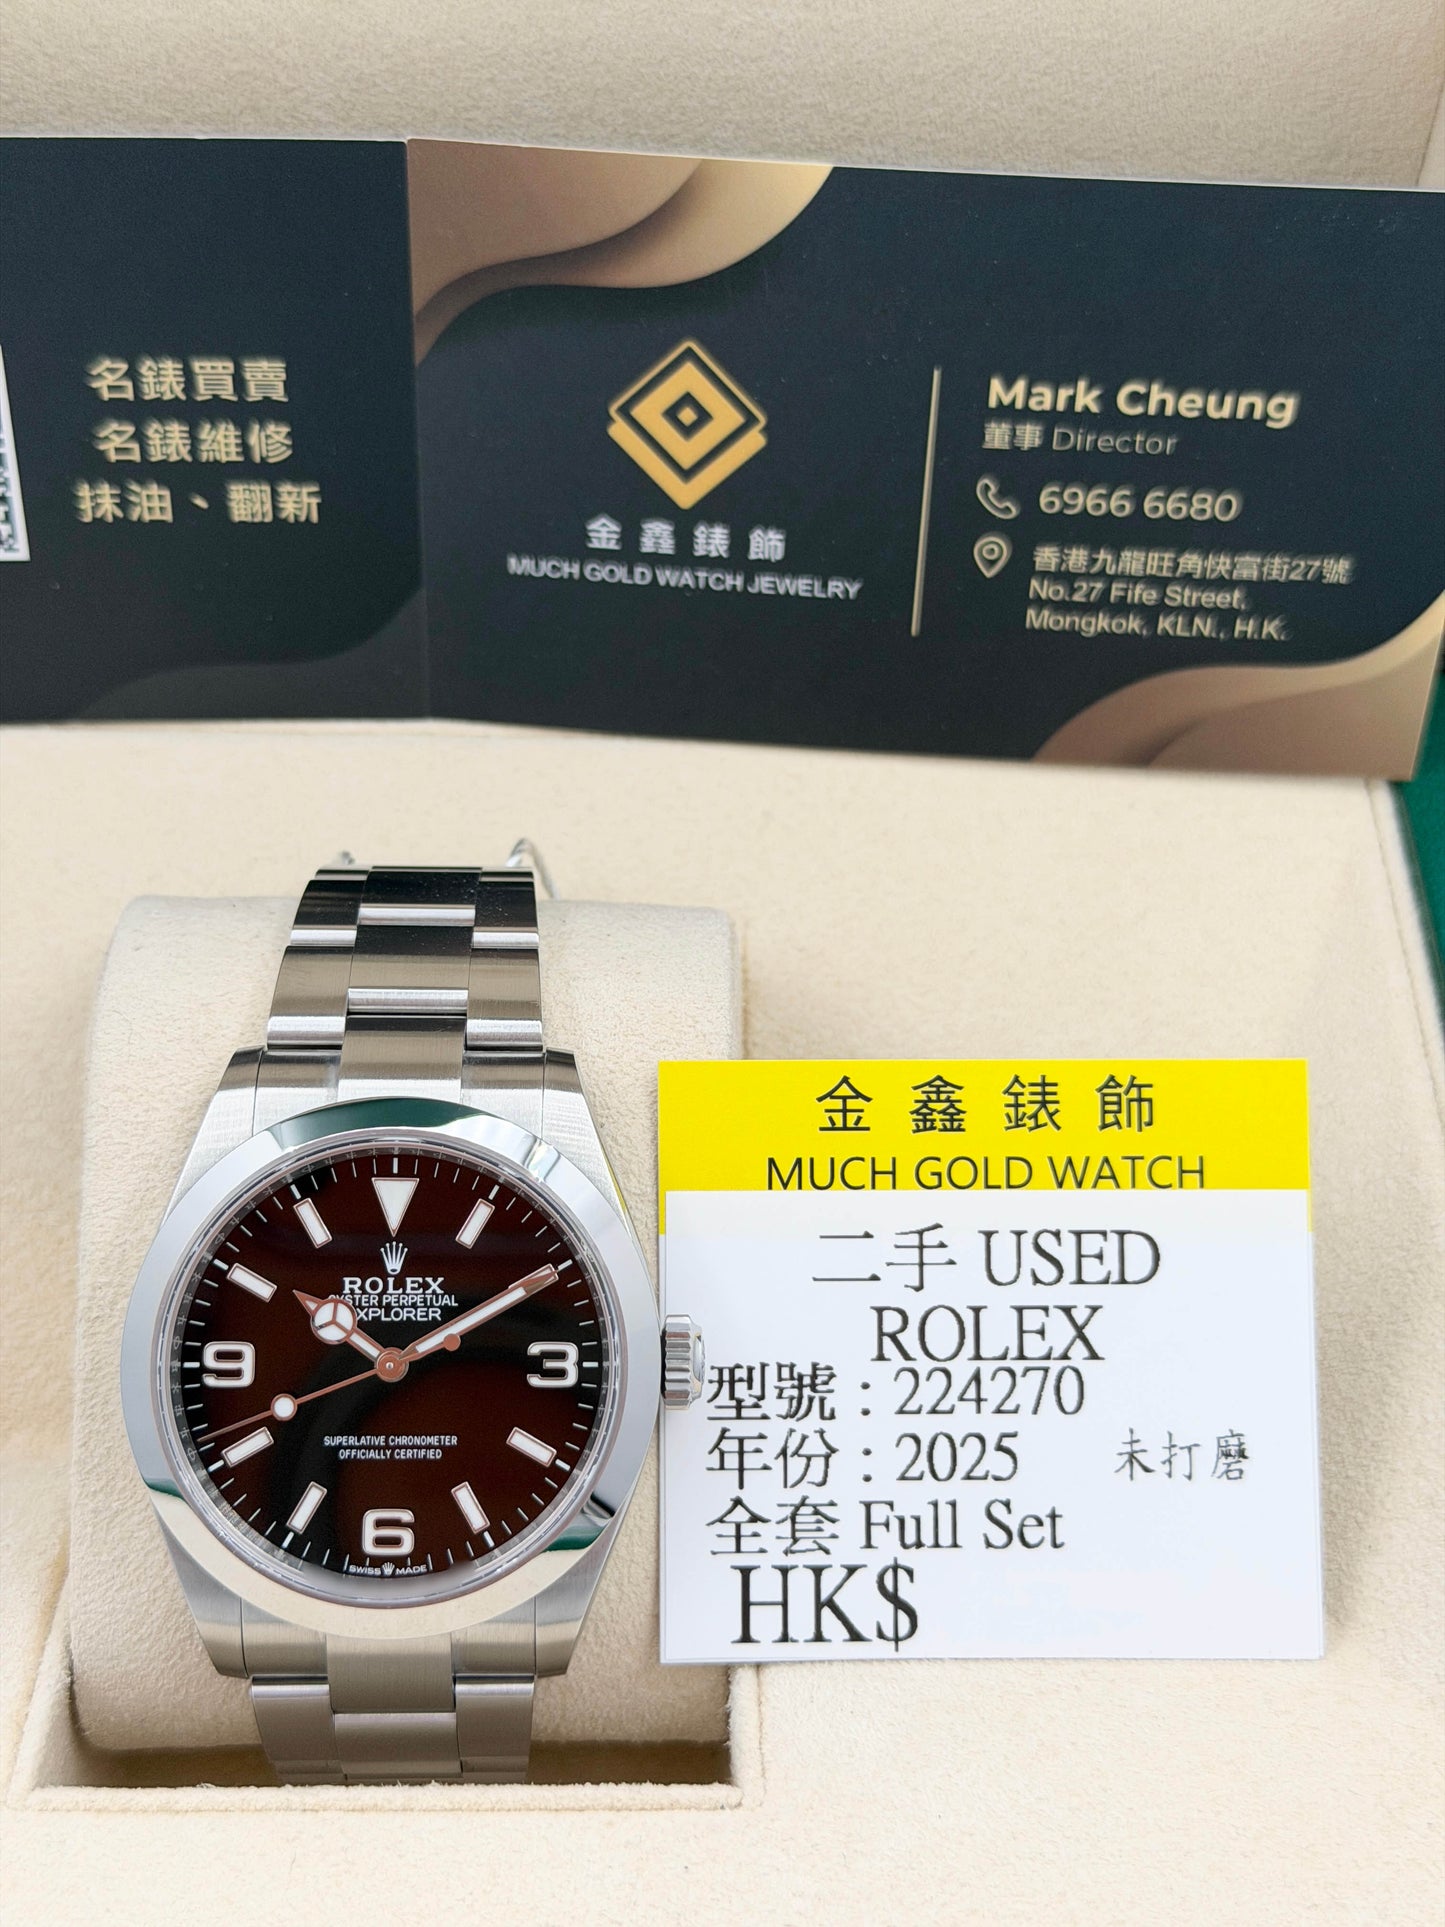 名錶買賣
名錶維修
抹油、翻新
金鑫錶飾
MUCH GOLD WATCH JEWELRY
Mark Cheung
董事 Director
6966 6680
香港九龍旺角快富街27號
No.27 Fife Street,
Mongkok, KLN., H.K.
ROLEX
OYSTER PERPETUAL
EXPLORER
9
3
SUPERLATIVE CHRONOMETER
OFFICIALLY CERTIFIED
6
SWISS MADE
金鑫錶飾
MUCH GOLD WATCH
二手 USED
ROLEX
型號：224270
年份：2025 未打磨
全套 Full Set
HK$